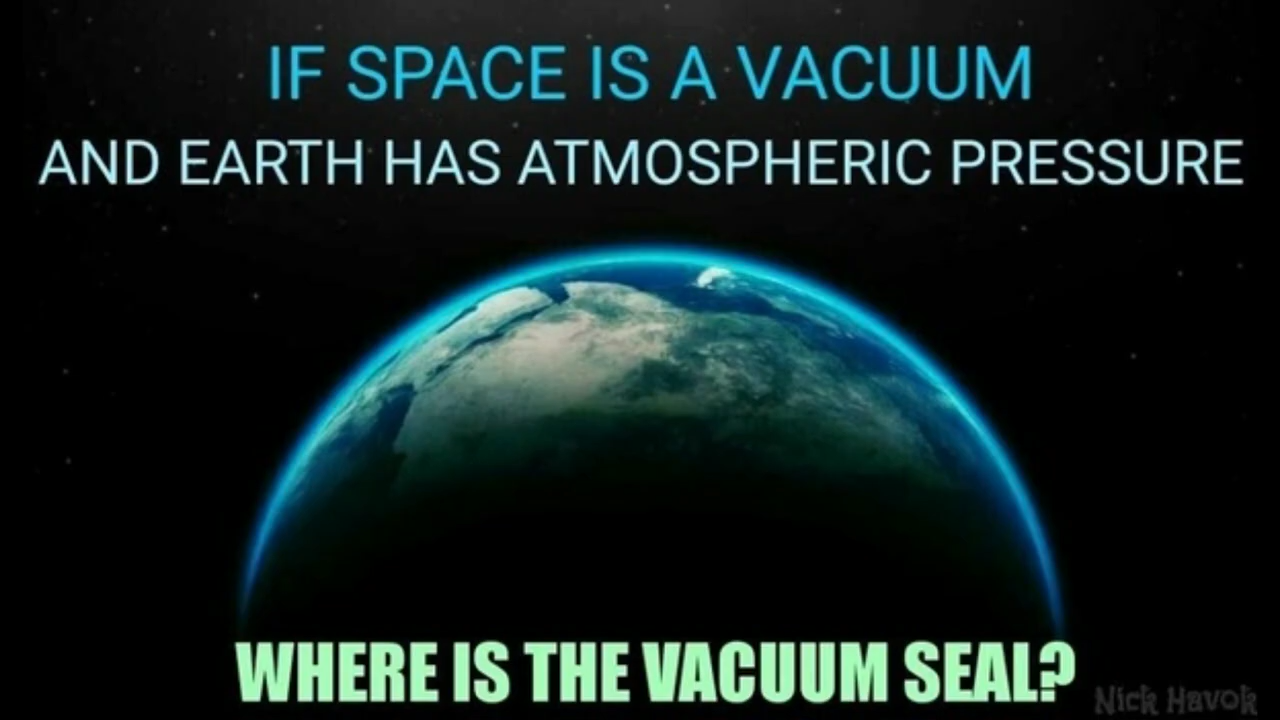 IF SPACE IS A VACUUM
AND EARTH HAS ATMOSPHERIC PRESSURE
WHERE IS THE VACUUM SEAL?
Nick Havok